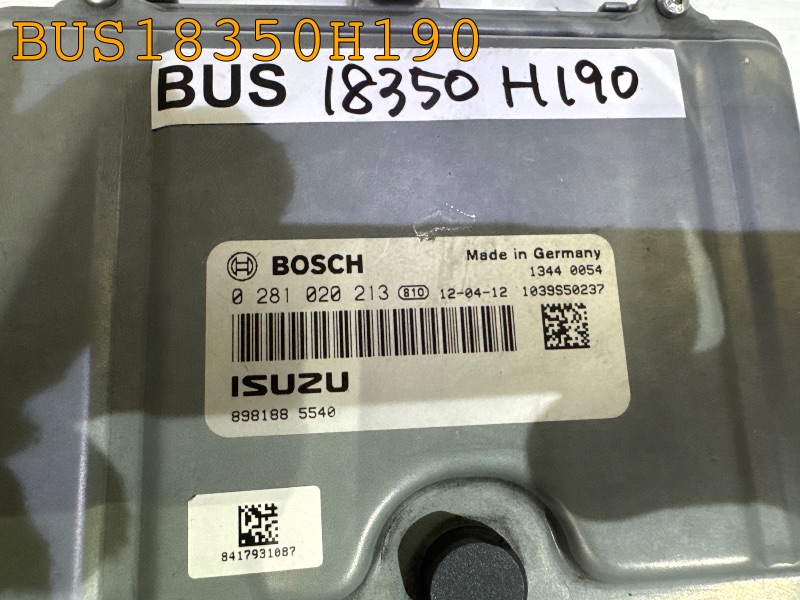 BUS18350H190
BUS 18350 H190
BOSCH
Made in Germany
1344 0054
0 281 020 213 810 12-04-12 1039S50237
ISUZU
898188 5540
8417931087